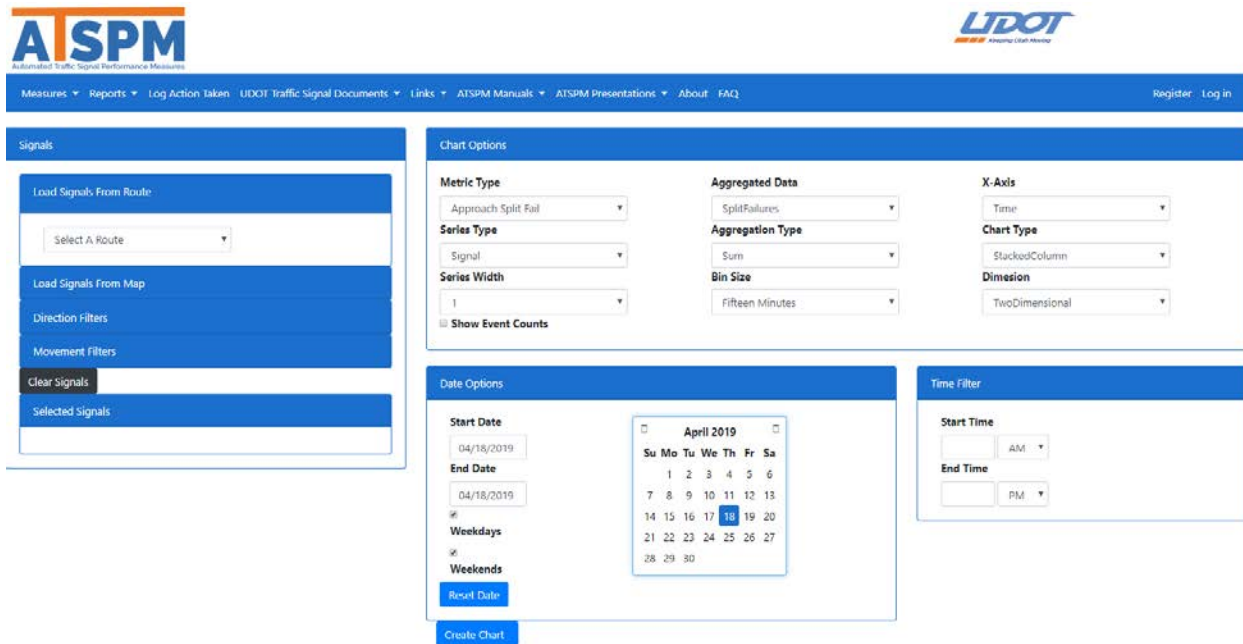 ATSPM
Automated Traffic Signal Performance Measures
UDOT
Keeping Utah Moving
Measures Reports Log Action Taken UDOT Traffic Signal Documents Links ATSPM Manuals ATSPM Presentations About FAQ Register Log in
Signals
Load Signals From Route
Select A Route
Load Signals From Map
Direction Filters
Movement Filters
Clear Signals
Selected Signals
Chart Options
Metric Type Aggregated Data X-Axis
Approach Split Fail SplitFailures Time
Series Type Aggregation Type Chart Type
Signal Sum StackedColumn
Series Width Bin Size Dimesion
1 Fifteen Minutes TwoDimensional
Show Event Counts
Date Options
Start Date
04/18/2019
End Date
04/18/2019
Weekdays
Weekends
Reset Date
April 2019
Su Mo Tu We Th Fr Sa
1 2 3 4 5 6
7 8 9 10 11 12 13
14 15 16 17 18 19 20
21 22 23 24 25 26 27
28 29 30
Time Filter
Start Time
AM
End Time
PM
Create Chart